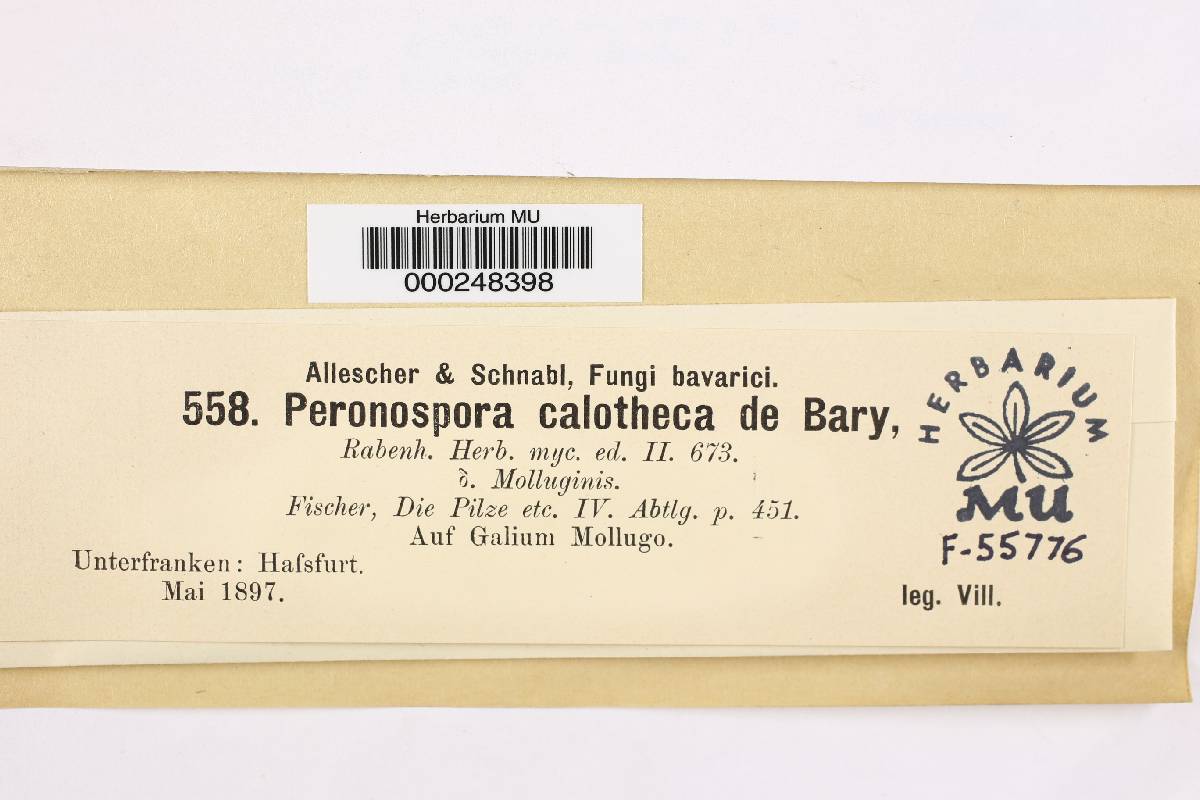 Herbarium MU
000248398
Allescher & Schnabl, Fungi bavarici.
558. Peronospora calotheca de Bary,
Rabenh. Herb. myc. ed. II. 673.
δ. Molluginis.
Fischer, Die Pilze etc. IV. Abtlg. p. 451.
Auf Galium Mollugo.
Unterfranken: Haſsfurt.
Mai 1897.
leg. Vill.
HERBARIUM
MU
F-55776